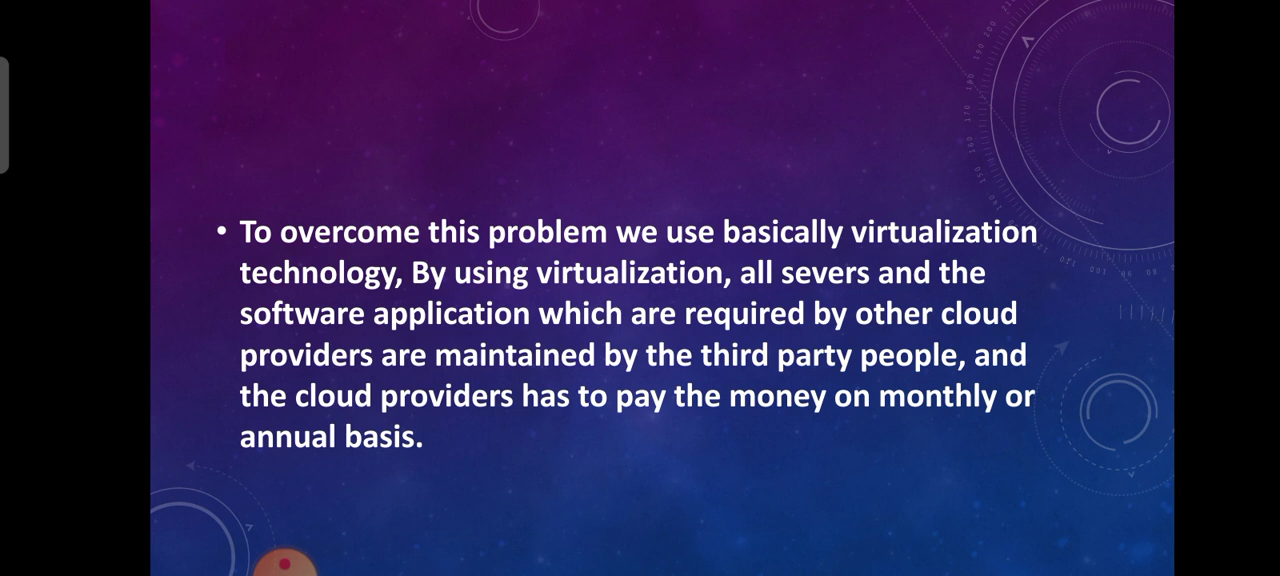 • To overcome this problem we use basically virtualization
technology, By using virtualization, all severs and the
software application which are required by other cloud
providers are maintained by the third party people, and
the cloud providers has to pay the money on monthly or
annual basis.